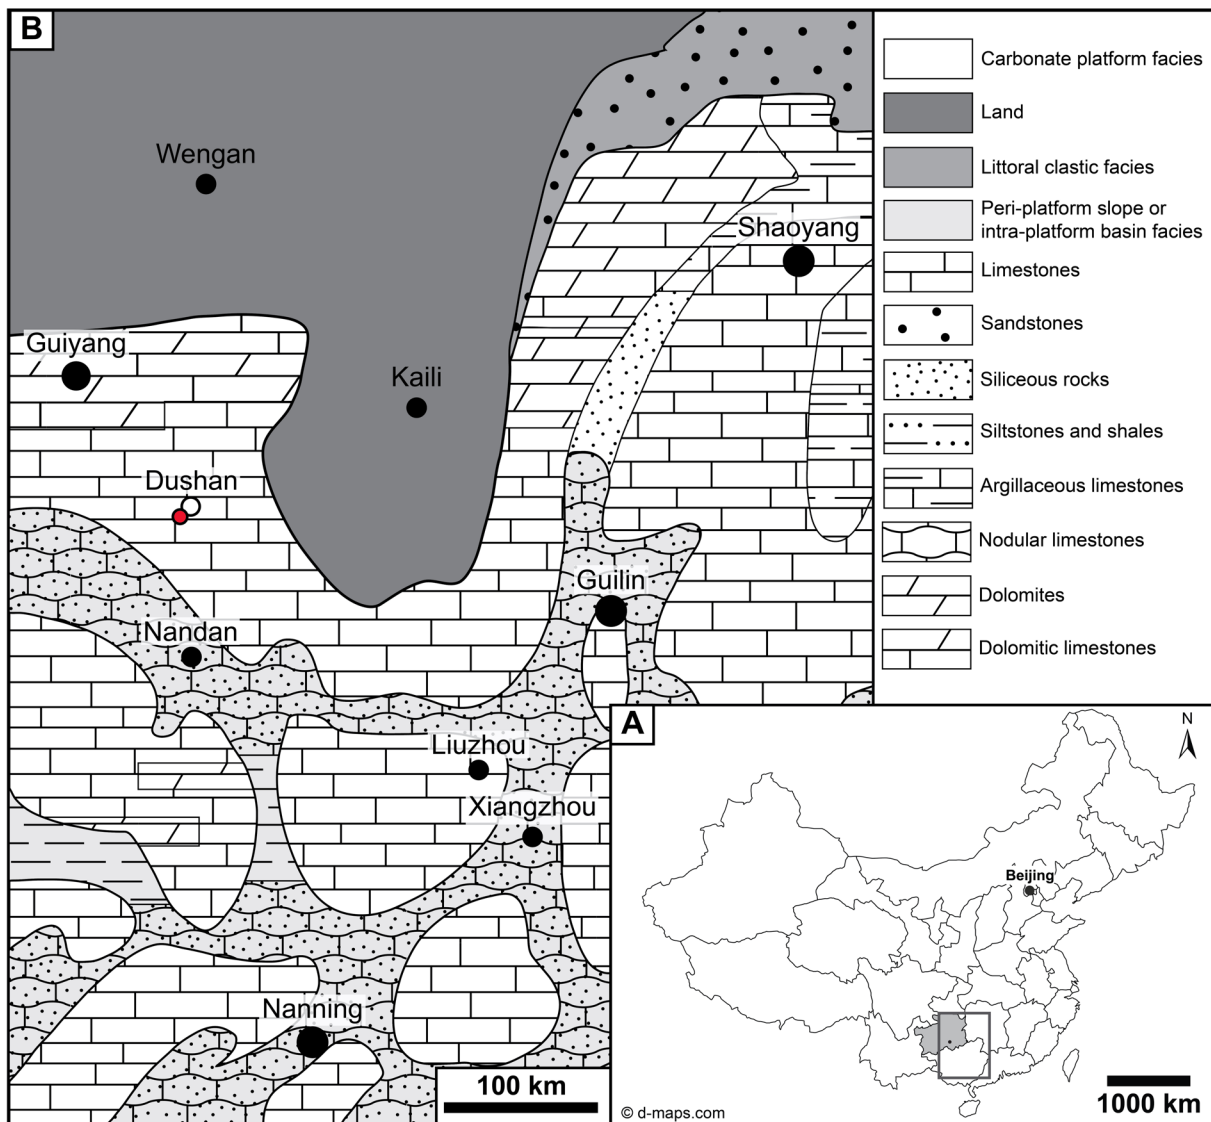 B
Wengan
Shaoyang
Guiyang
Kaili
Dushan
Guilin
Nandan
Liuzhou
Xiangzhou
Nanning
100 km
Carbonate platform facies
Land
Littoral clastic facies
Peri-platform slope or
intra-platform basin facies
Limestones
Sandstones
Siliceous rocks
Siltstones and shales
Argillaceous limestones
Nodular limestones
Dolomites
Dolomitic limestones
A
N
Beijing
© d-maps.com
1000 km